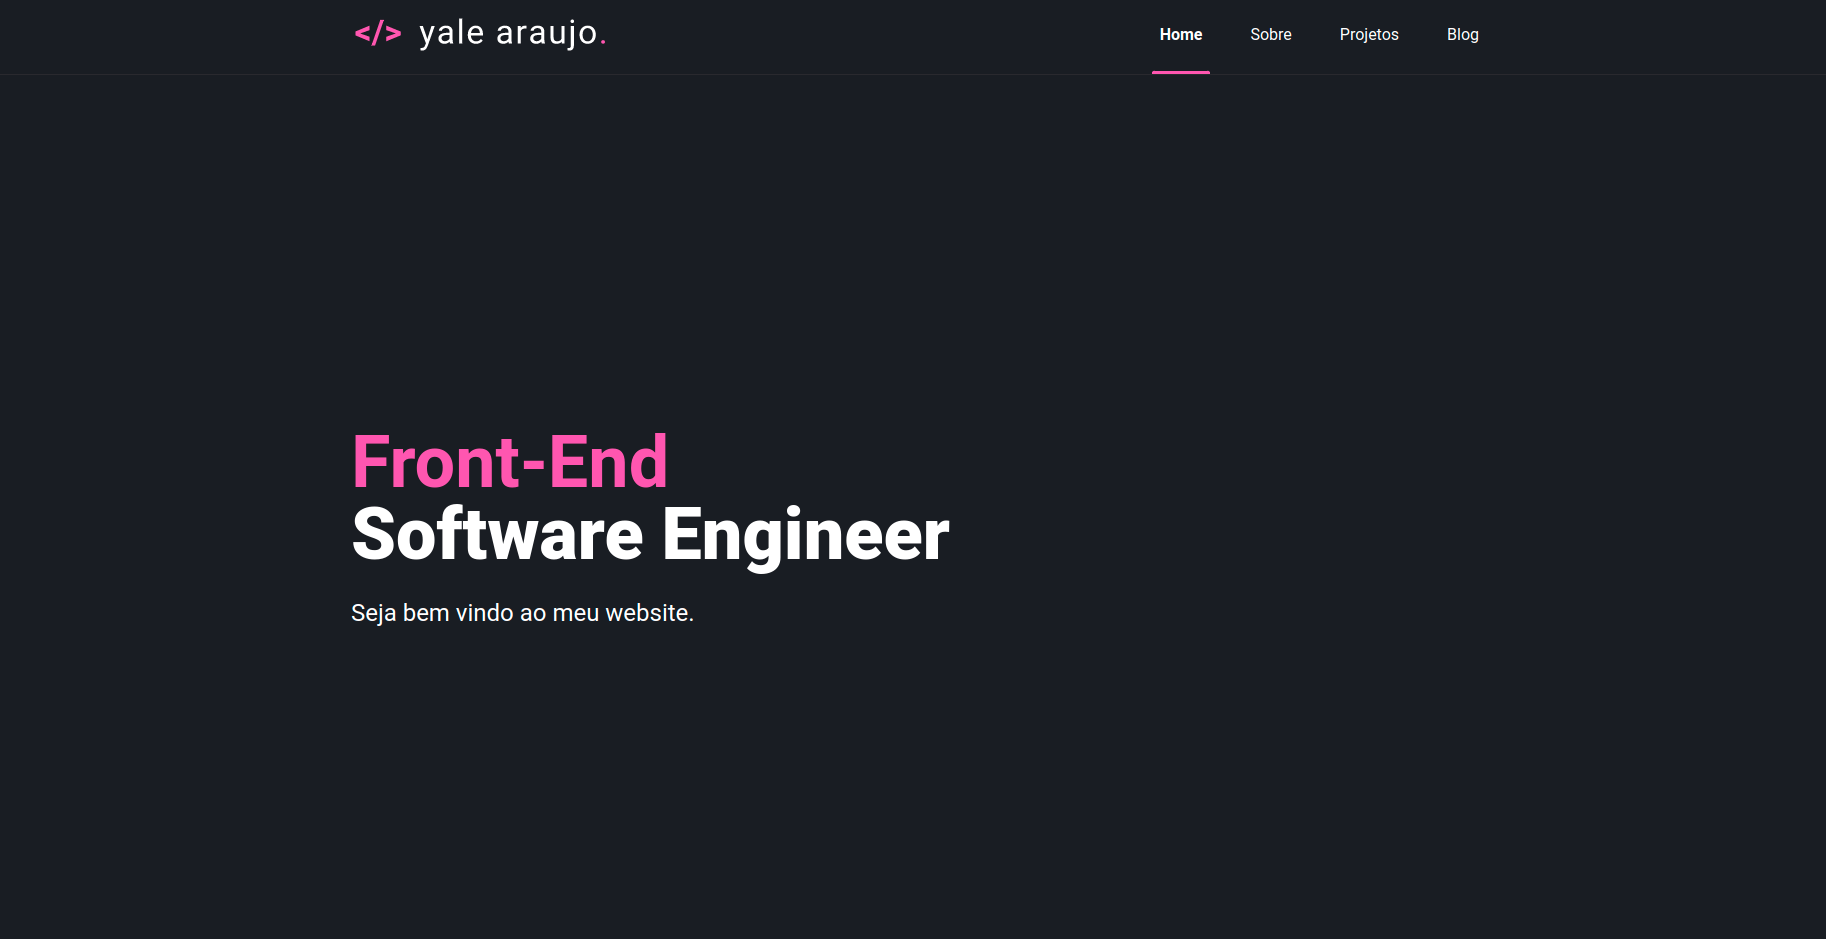 </> yale araujo.
Home Sobre Projetos Blog
Front-End
Software Engineer
Seja bem vindo ao meu website.